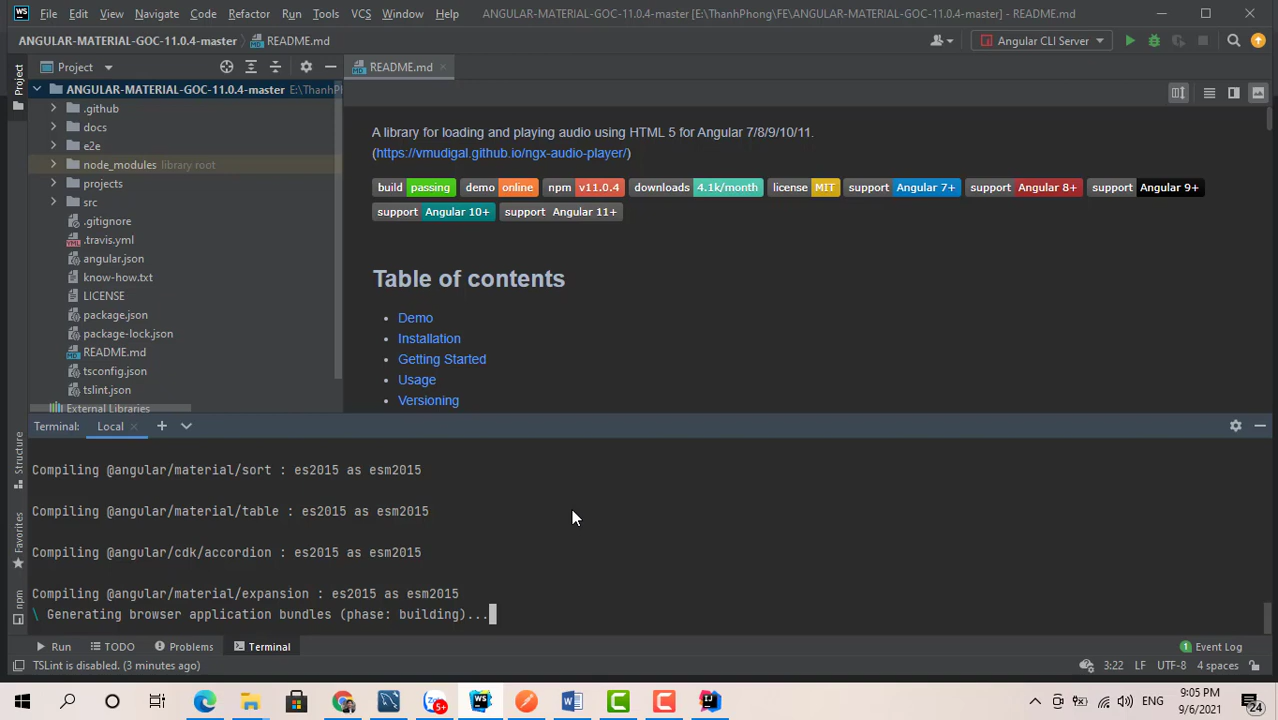 File Edit View Navigate Code Refactor Run Tools VCS Window Help ANGULAR-MATERIAL-GOC-11.0.4-master [E:\ThanhPhong\FE\ANGULAR-MATERIAL-GOC-11.0.4-master] - README.md
ANGULAR-MATERIAL-GOC-11.0.4-master README.md Angular CLI Server
Project
Project
README.md
ANGULAR-MATERIAL-GOC-11.0.4-master E:\ThanhP
.github
docs
e2e
node_modules library root
projects
src
.gitignore
.travis.yml
angular.json
know-how.txt
LICENSE
package.json
package-lock.json
README.md
tsconfig.json
tslint.json
External Libraries
A library for loading and playing audio using HTML 5 for Angular 7/8/9/10/11.
(https://vmudigal.github.io/ngx-audio-player/)
build passing demo online npm v11.0.4 downloads 4.1k/month license MIT support Angular 7+ support Angular 8+ support Angular 9+
support Angular 10+ support Angular 11+
Table of contents
• Demo
• Installation
• Getting Started
• Usage
• Versioning
Terminal: Local
Structure
Favorites
npm
Compiling @angular/material/sort : es2015 as esm2015
Compiling @angular/material/table : es2015 as esm2015
Compiling @angular/cdk/accordion : es2015 as esm2015
Compiling @angular/material/expansion : es2015 as esm2015
\ Generating browser application bundles (phase: building)...
Run TODO Problems Terminal 1 Event Log
TSLint is disabled. (3 minutes ago) 3:22 LF UTF-8 4 spaces
ENG
9:05 PM
9/6/2021
24
5+